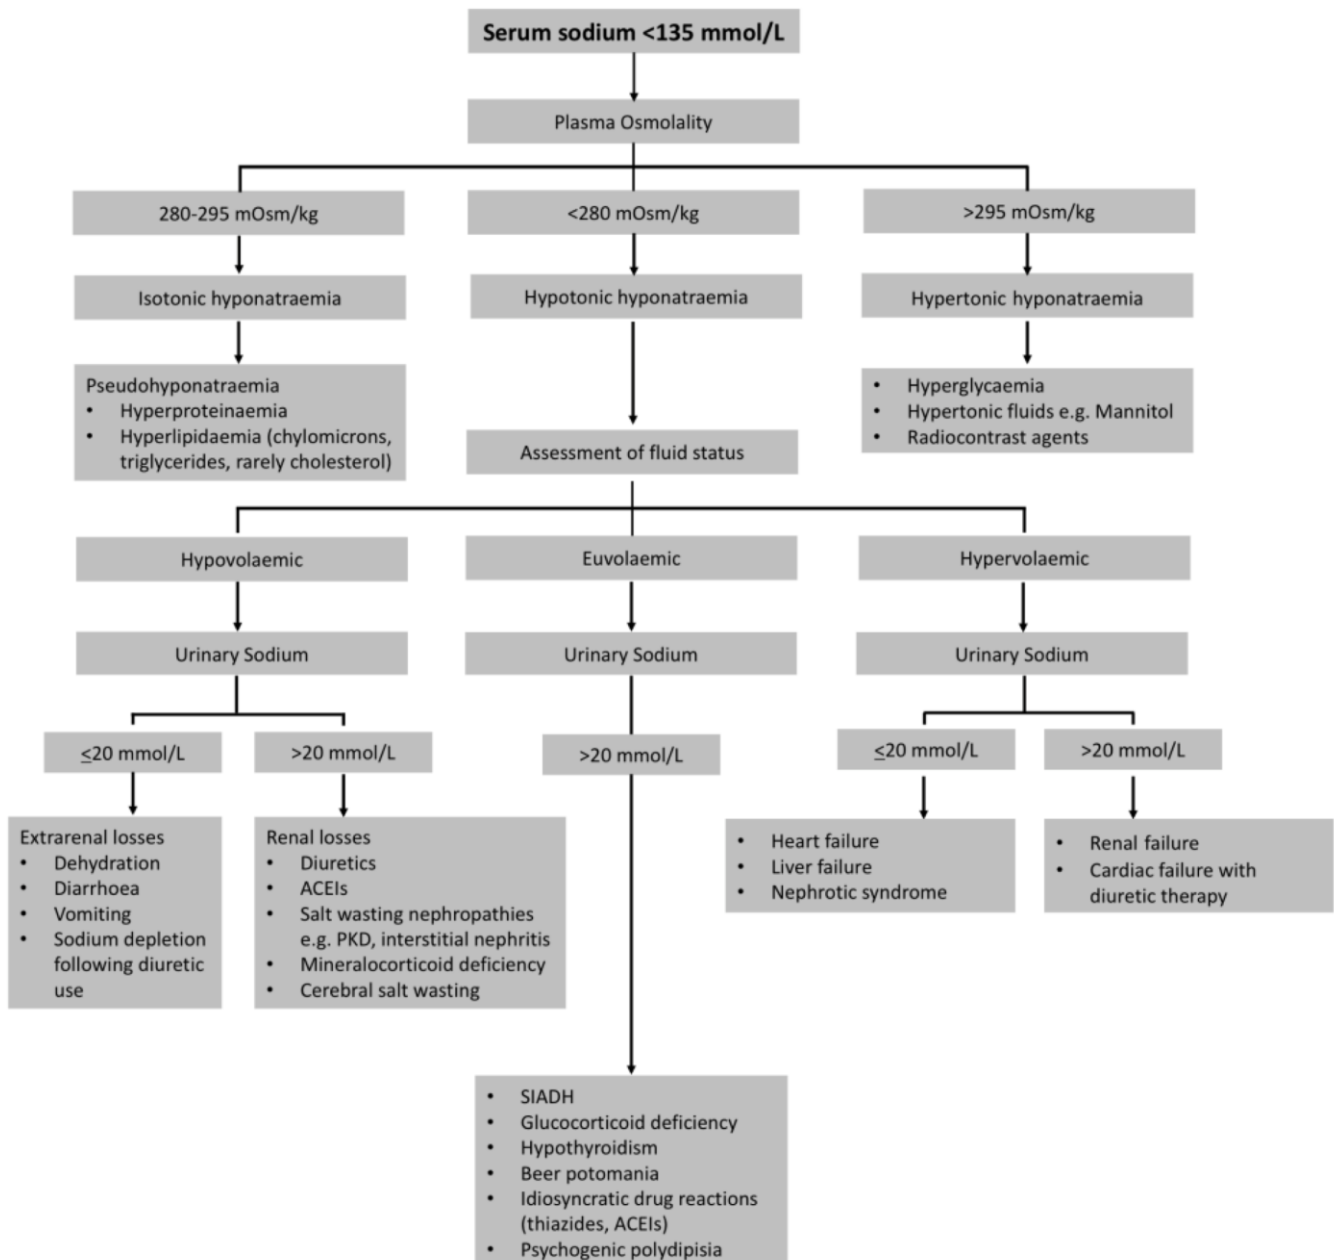 Serum sodium <135 mmol/L
Plasma Osmolality
280-295 mOsm/kg
<280 mOsm/kg
>295 mOsm/kg
Isotonic hyponatraemia
Hypotonic hyponatraemia
Hypertonic hyponatraemia
Pseudohyponatraemia
• Hyperproteinaemia
• Hyperlipidaemia (chylomicrons,
triglycerides, rarely cholesterol)
• Hyperglycaemia
• Hypertonic fluids e.g. Mannitol
• Radiocontrast agents
Assessment of fluid status
Hypovolaemic
Euvolaemic
Hypervolaemic
Urinary Sodium
Urinary Sodium
Urinary Sodium
≤20 mmol/L
>20 mmol/L
>20 mmol/L
≤20 mmol/L
>20 mmol/L
Extrarenal losses
• Dehydration
• Diarrhoea
• Vomiting
• Sodium depletion
following diuretic
use
Renal losses
• Diuretics
• ACEIs
• Salt wasting nephropathies
e.g. PKD, interstitial nephritis
• Mineralocorticoid deficiency
• Cerebral salt wasting
• Heart failure
• Liver failure
• Nephrotic syndrome
• Renal failure
• Cardiac failure with
diuretic therapy
• SIADH
• Glucocorticoid deficiency
• Hypothyroidism
• Beer potomania
• Idiosyncratic drug reactions
(thiazides, ACEIs)
• Psychogenic polydipisia